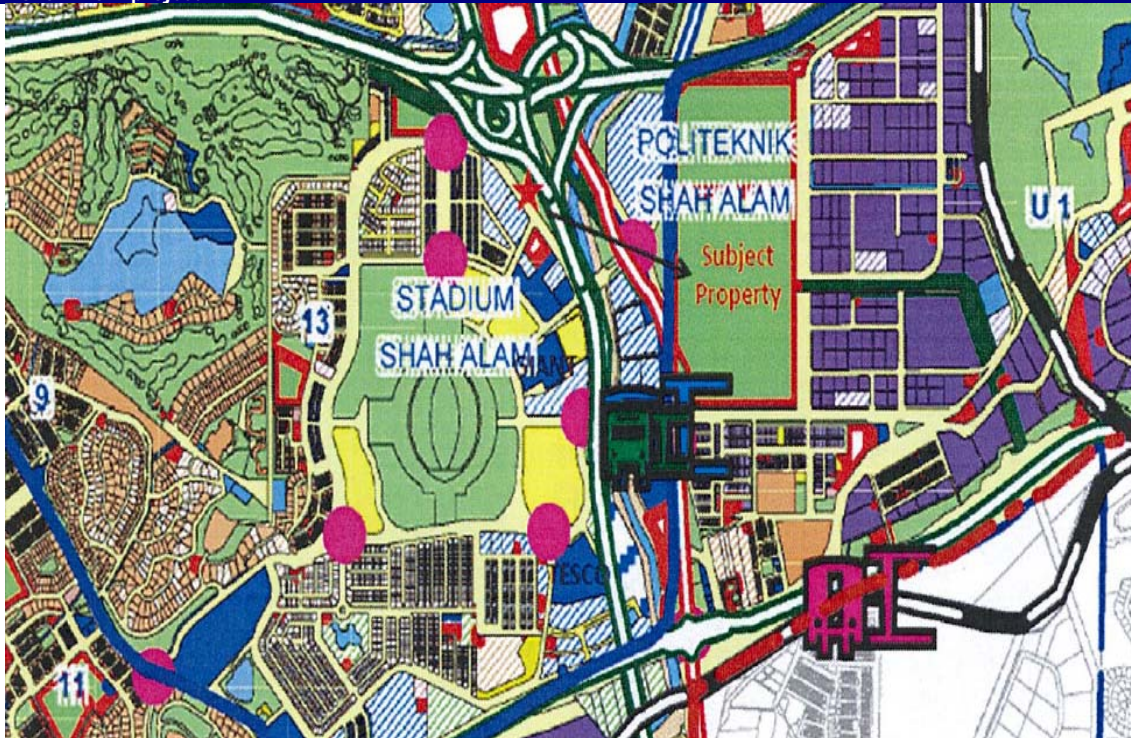 POLITEKNIK
SHAH ALAM
U 1
Subject
Property
STADIUM
SHAH ALAM
GIANT
13
9
TESCO
11